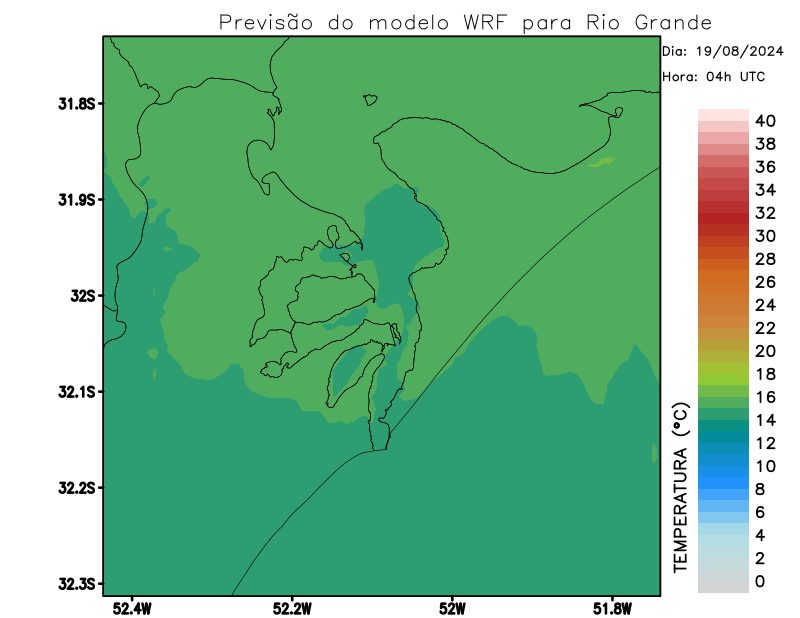 Previsão do modelo WRF para Rio Grande
Dia: 19/08/2024
Hora: 04h UTC
31.8S
31.9S
32S
32.1S
32.2S
32.3S
52.4W
52.2W
52W
51.8W
TEMPERATURA (°C)
40
38
36
34
32
30
28
26
24
22
20
18
16
14
12
10
8
6
4
2
0